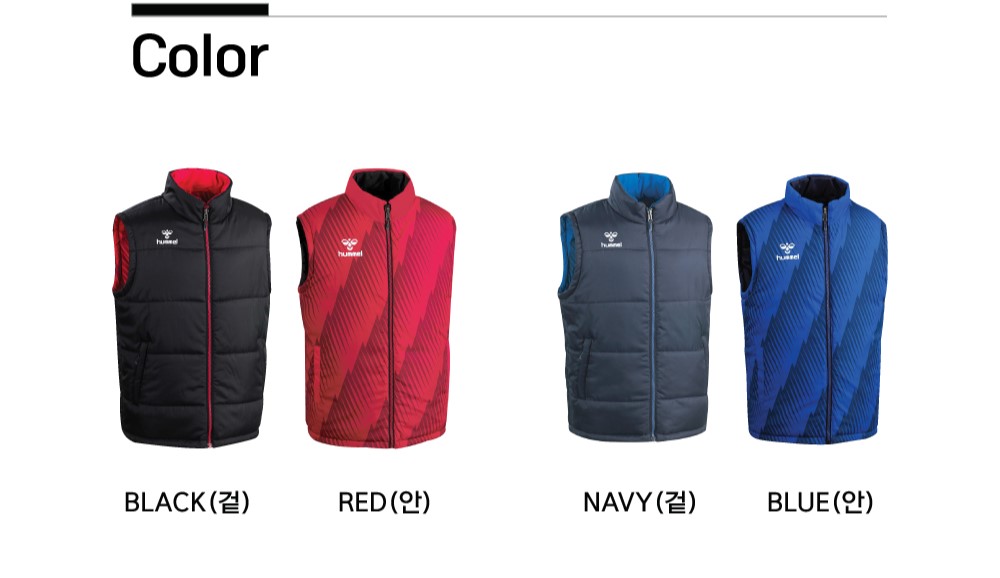 Color
hummel
hummel
hummel
hummel
BLACK(겉)
RED(안)
NAVY(겉)
BLUE(안)